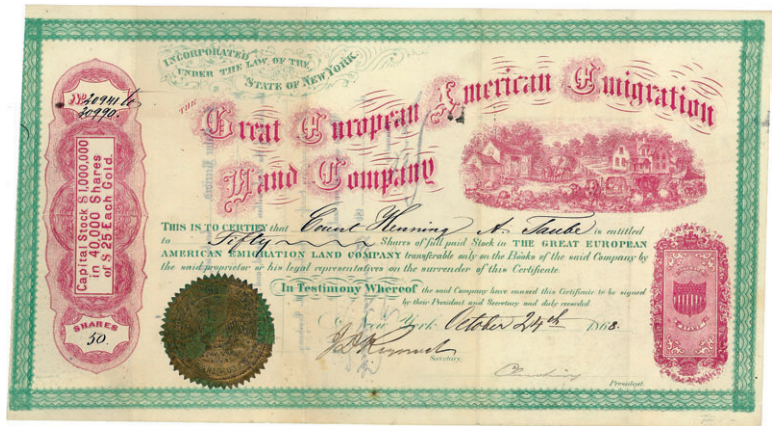 INCORPORATED
UNDER THE LAW OF THE
STATE OF NEW YORK.
THE
Great European American Emigration
Land Company
20941 to
20990.
Capital Stock $1,000,000
in 40,000 Shares
of $25 Each Gold.
SHARES
50.
THIS IS TO CERTIFY that Count Henning A. Taube is entitled
to Fifty Shares of full paid Stock in THE GREAT EUROPEAN
AMERICAN EMIGRATION LAND COMPANY transferable only on the Books of the said Company by
the said proprietor or his legal representatives on the surrender of this Certificate.
In Testimony Whereof the said Company have caused this Certificate to be signed
by their President and Secretary and duly recorded.
New York October 24th 1868.
Secretary.
President.